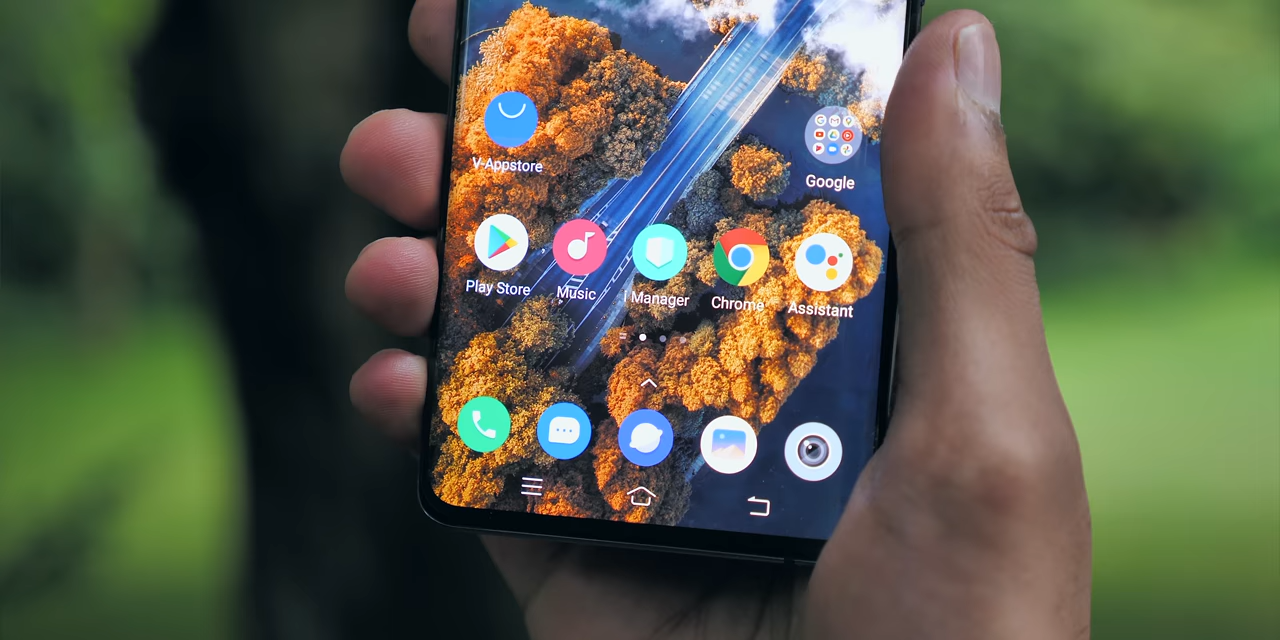 V-Appstore
Google
Play Store
Music
i Manager
Chrome
Assistant